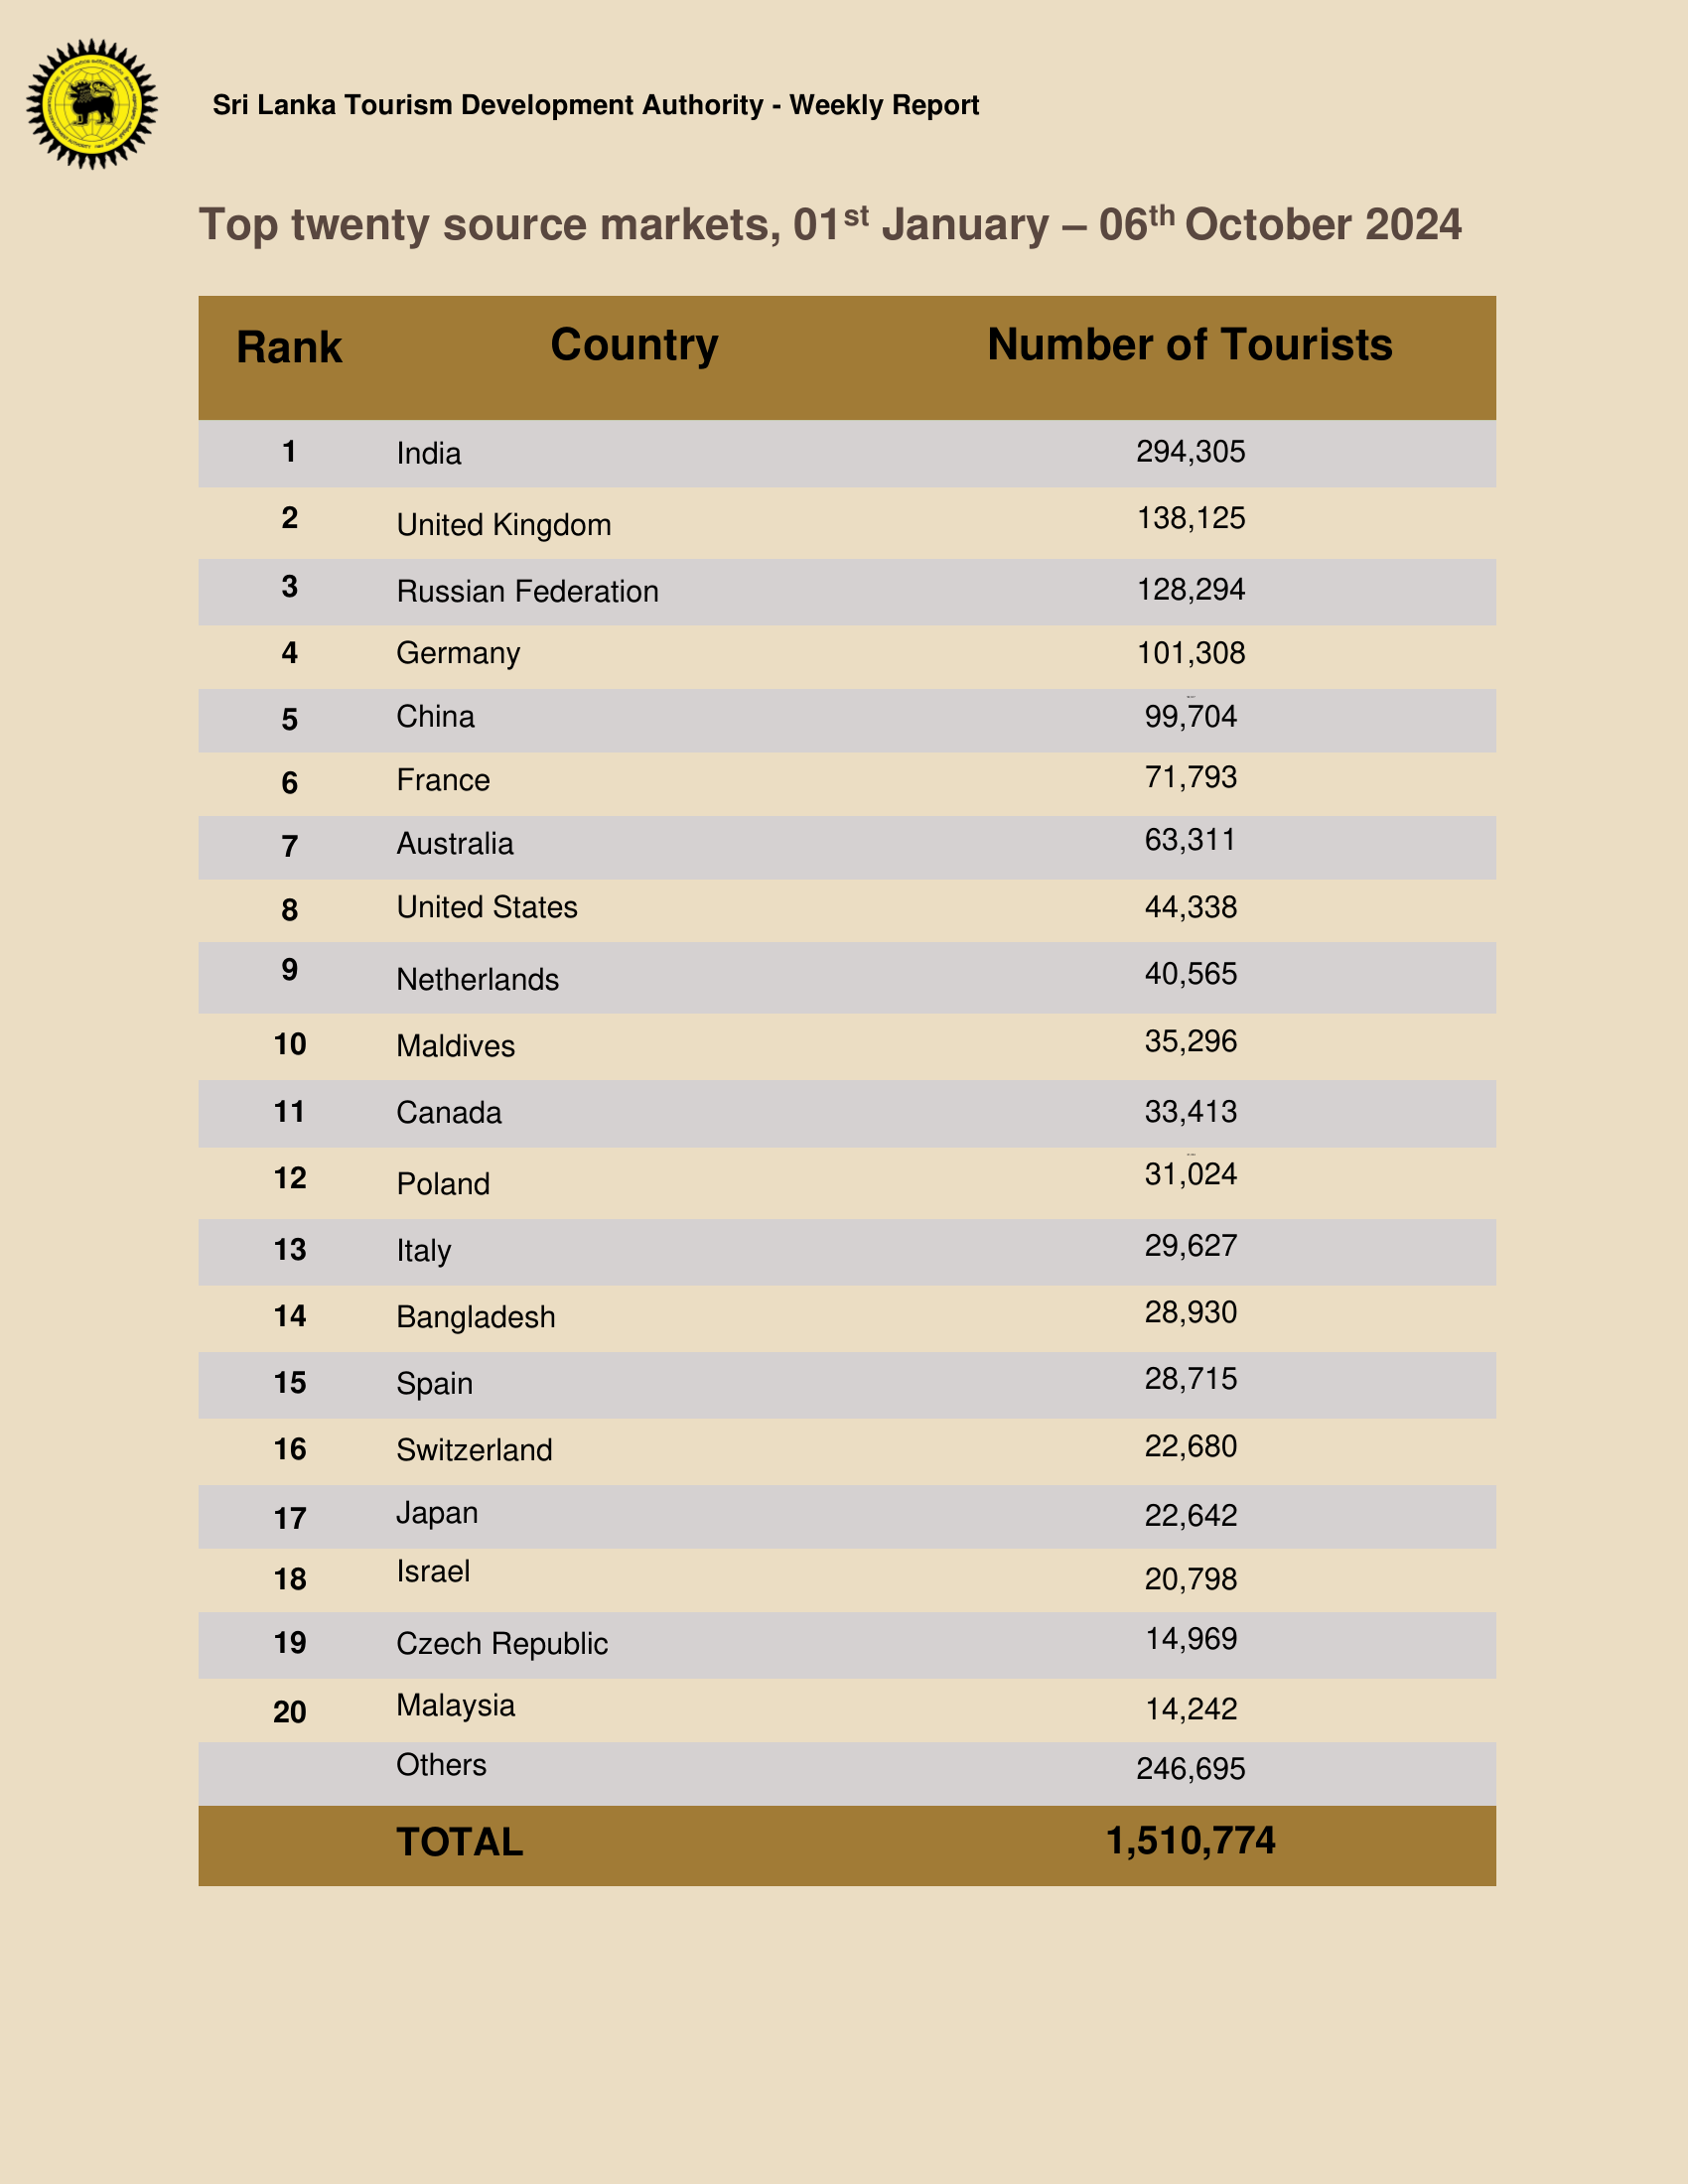 Sri Lanka Tourism Development Authority - Weekly Report
Top twenty source markets, 01st January – 06th October 2024
Rank Country Number of Tourists
1 India 294,305
2 United Kingdom 138,125
3 Russian Federation 128,294
4 Germany 101,308
5 China 99,704
6 France 71,793
7 Australia 63,311
8 United States 44,338
9 Netherlands 40,565
10 Maldives 35,296
11 Canada 33,413
12 Poland 31,024
13 Italy 29,627
14 Bangladesh 28,930
15 Spain 28,715
16 Switzerland 22,680
17 Japan 22,642
18 Israel 20,798
19 Czech Republic 14,969
20 Malaysia 14,242
Others 246,695
TOTAL 1,510,774